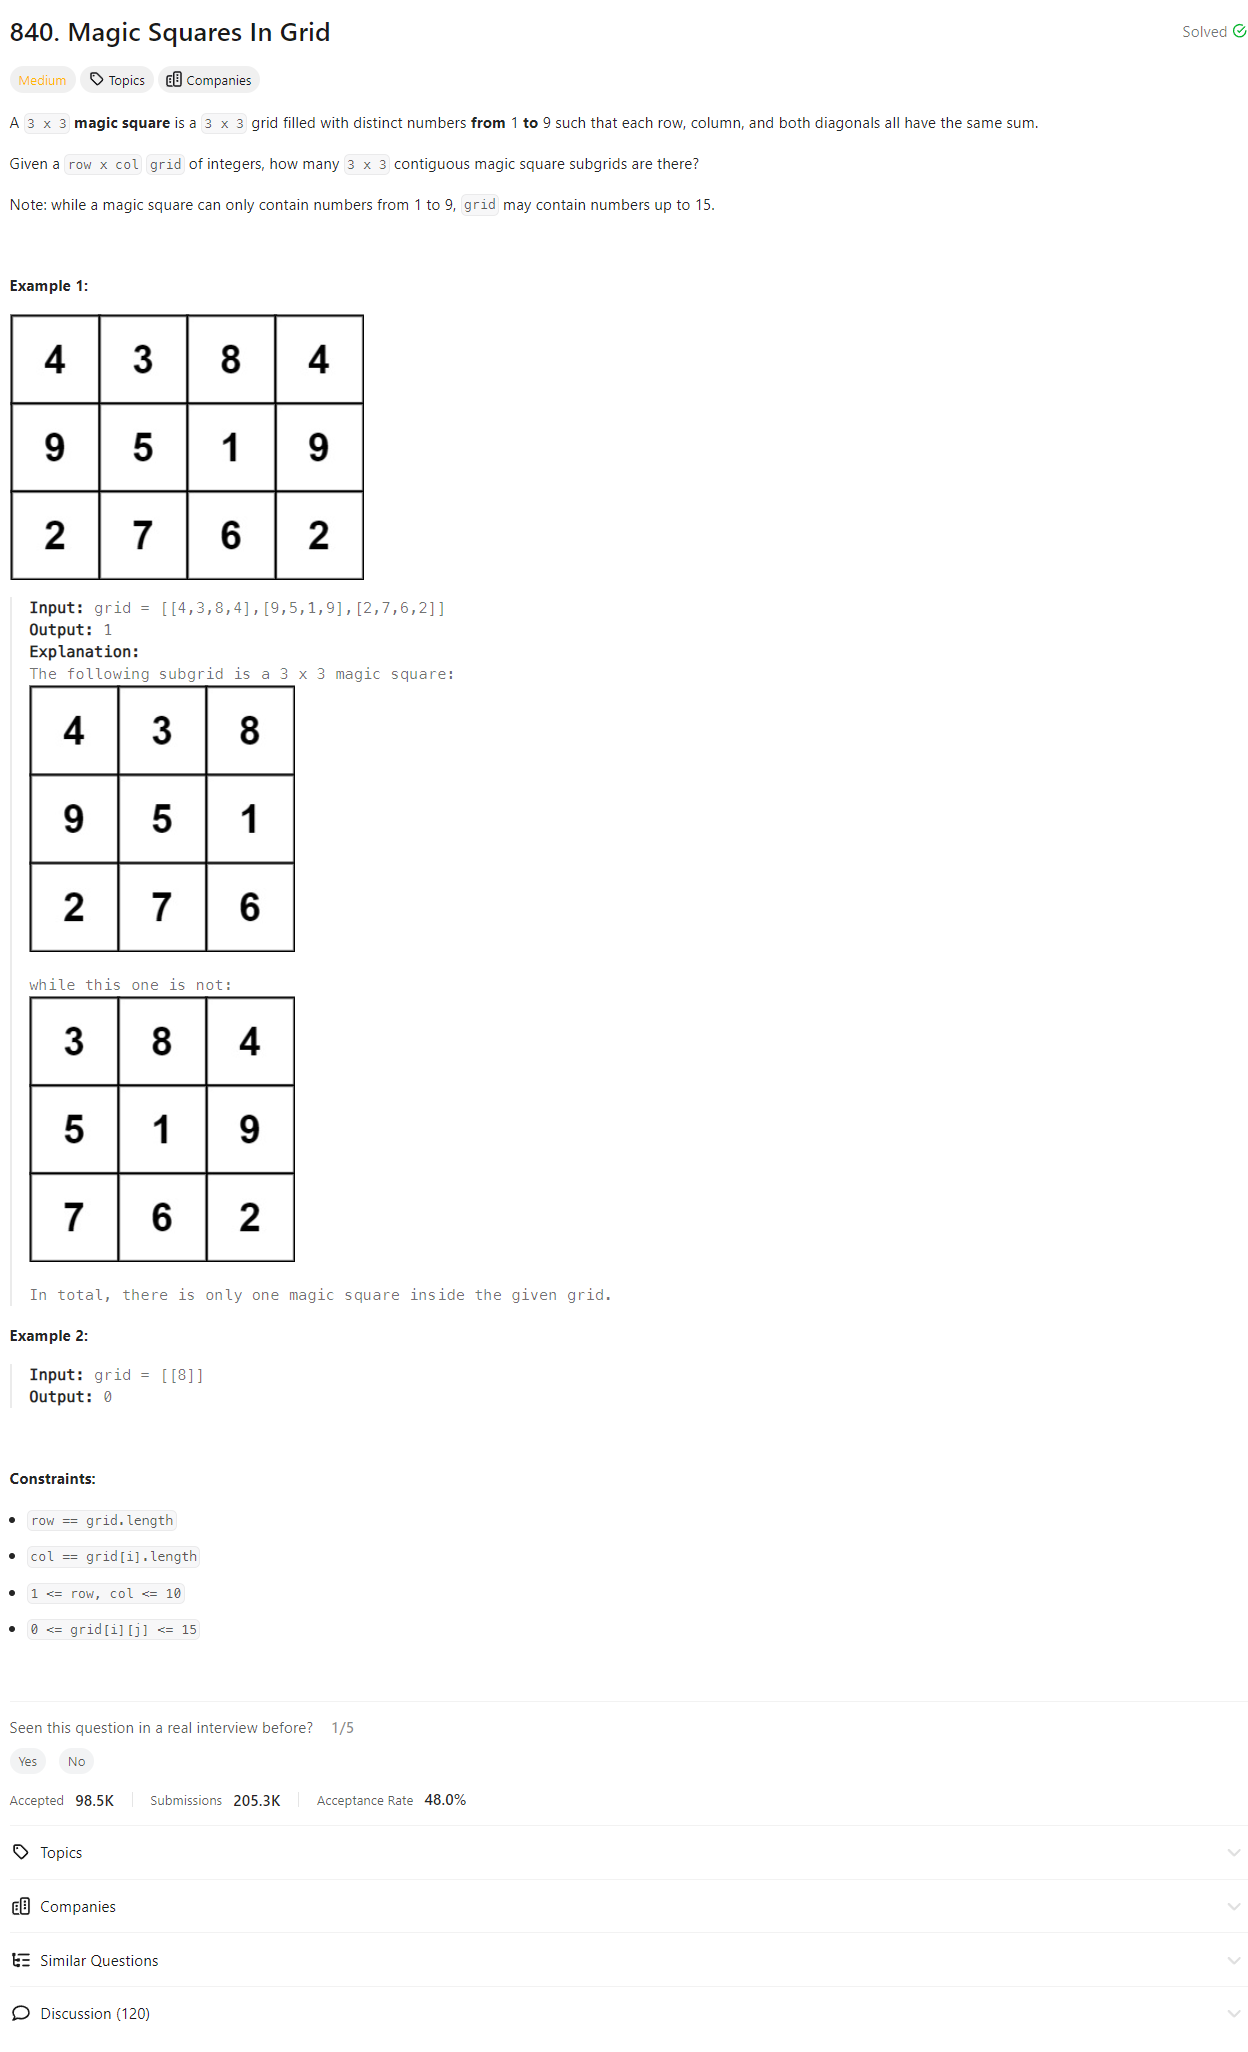 840. Magic Squares In Grid
Solved
Medium Topics Companies
A 3 x 3 magic square is a 3 x 3 grid filled with distinct numbers from 1 to 9 such that each row, column, and both diagonals all have the same sum.
Given a row x col grid of integers, how many 3 x 3 contiguous magic square subgrids are there?
Note: while a magic square can only contain numbers from 1 to 9, grid may contain numbers up to 15.
Example 1:
4 3 8 4
9 5 1 9
2 7 6 2
Input: grid = [[4,3,8,4],[9,5,1,9],[2,7,6,2]]
Output: 1
Explanation:
The following subgrid is a 3 x 3 magic square:
4 3 8
9 5 1
2 7 6
while this one is not:
3 8 4
5 1 9
7 6 2
In total, there is only one magic square inside the given grid.
Example 2:
Input: grid = [[8]]
Output: 0
Constraints:
row == grid.length
col == grid[i].length
1 <= row, col <= 10
0 <= grid[i][j] <= 15
Seen this question in a real interview before? 1/5
Yes No
Accepted 98.5K Submissions 205.3K Acceptance Rate 48.0%
Topics
Companies
Similar Questions
Discussion (120)